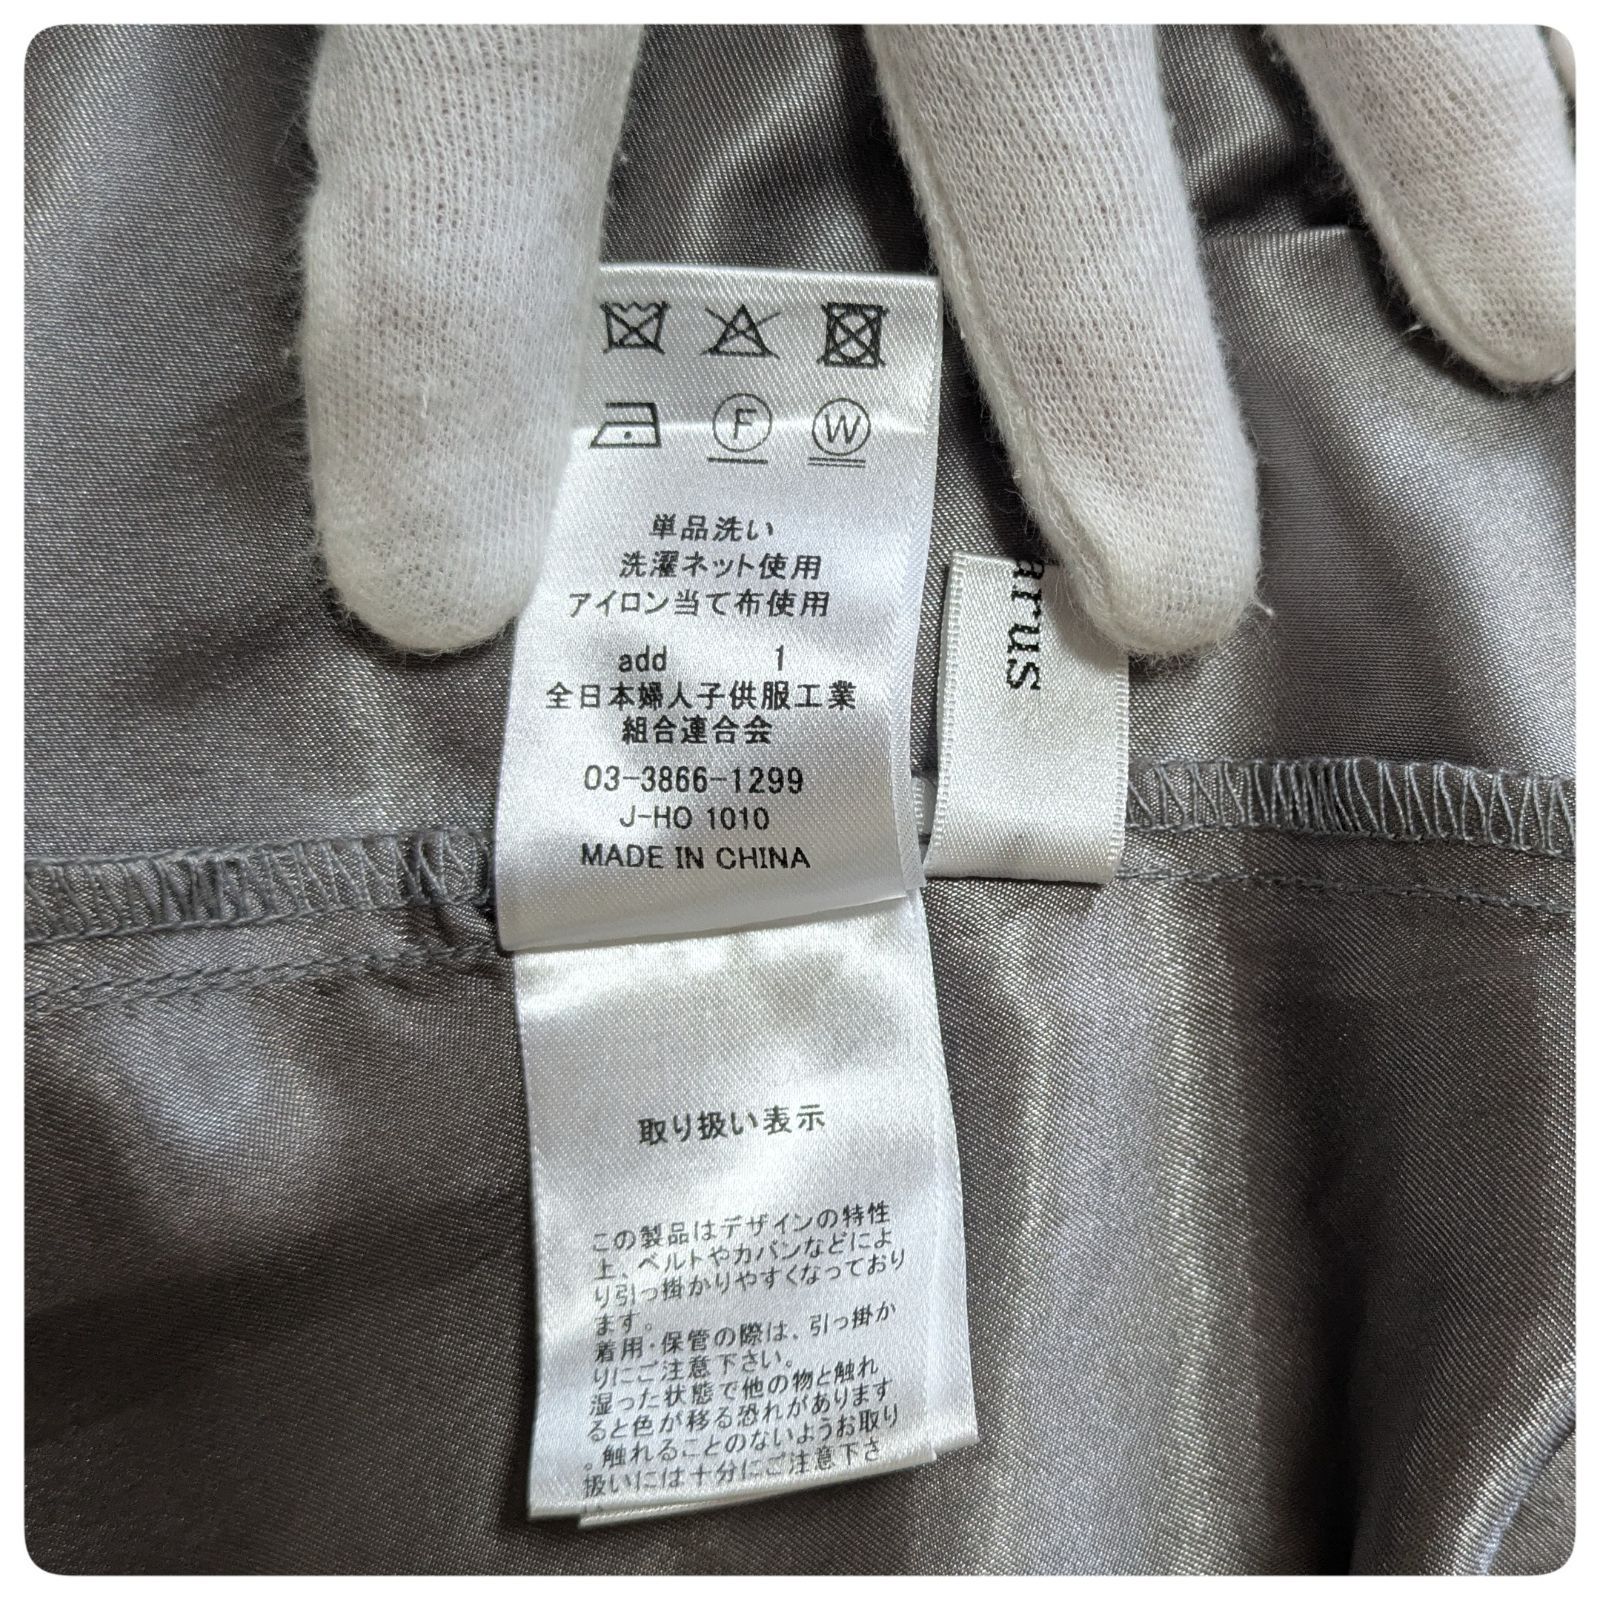 F W
単品洗い
洗濯ネット使用
アイロン当て布使用
add 1
全日本婦人子供服工業
組合連合会
03-3866-1299
J-HO 1010
MADE IN CHINA
arus
取り扱い表示
この製品はデザインの特性
上、ベルトやカバンなどによ
り引っ掛かりやすくなっており
ます。
着用・保管の際は、引っ掛か
りにご注意下さい。
湿った状態で他の物と触れ
ると色が移る恐れがあります
。触れることのないようお取り
扱いには十分にご注意下さ